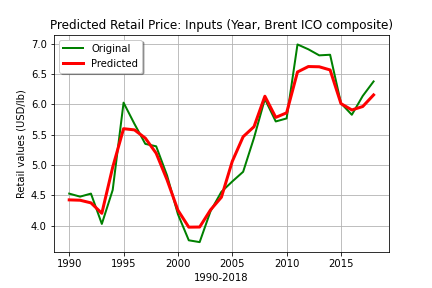 Predicted Retail Price: Inputs (Year, Brent ICO composite)
Original
Predicted
Retail values (USD/lb)
7.0
6.5
6.0
5.5
5.0
4.5
4.0
1990 1995 2000 2005 2010 2015
1990-2018